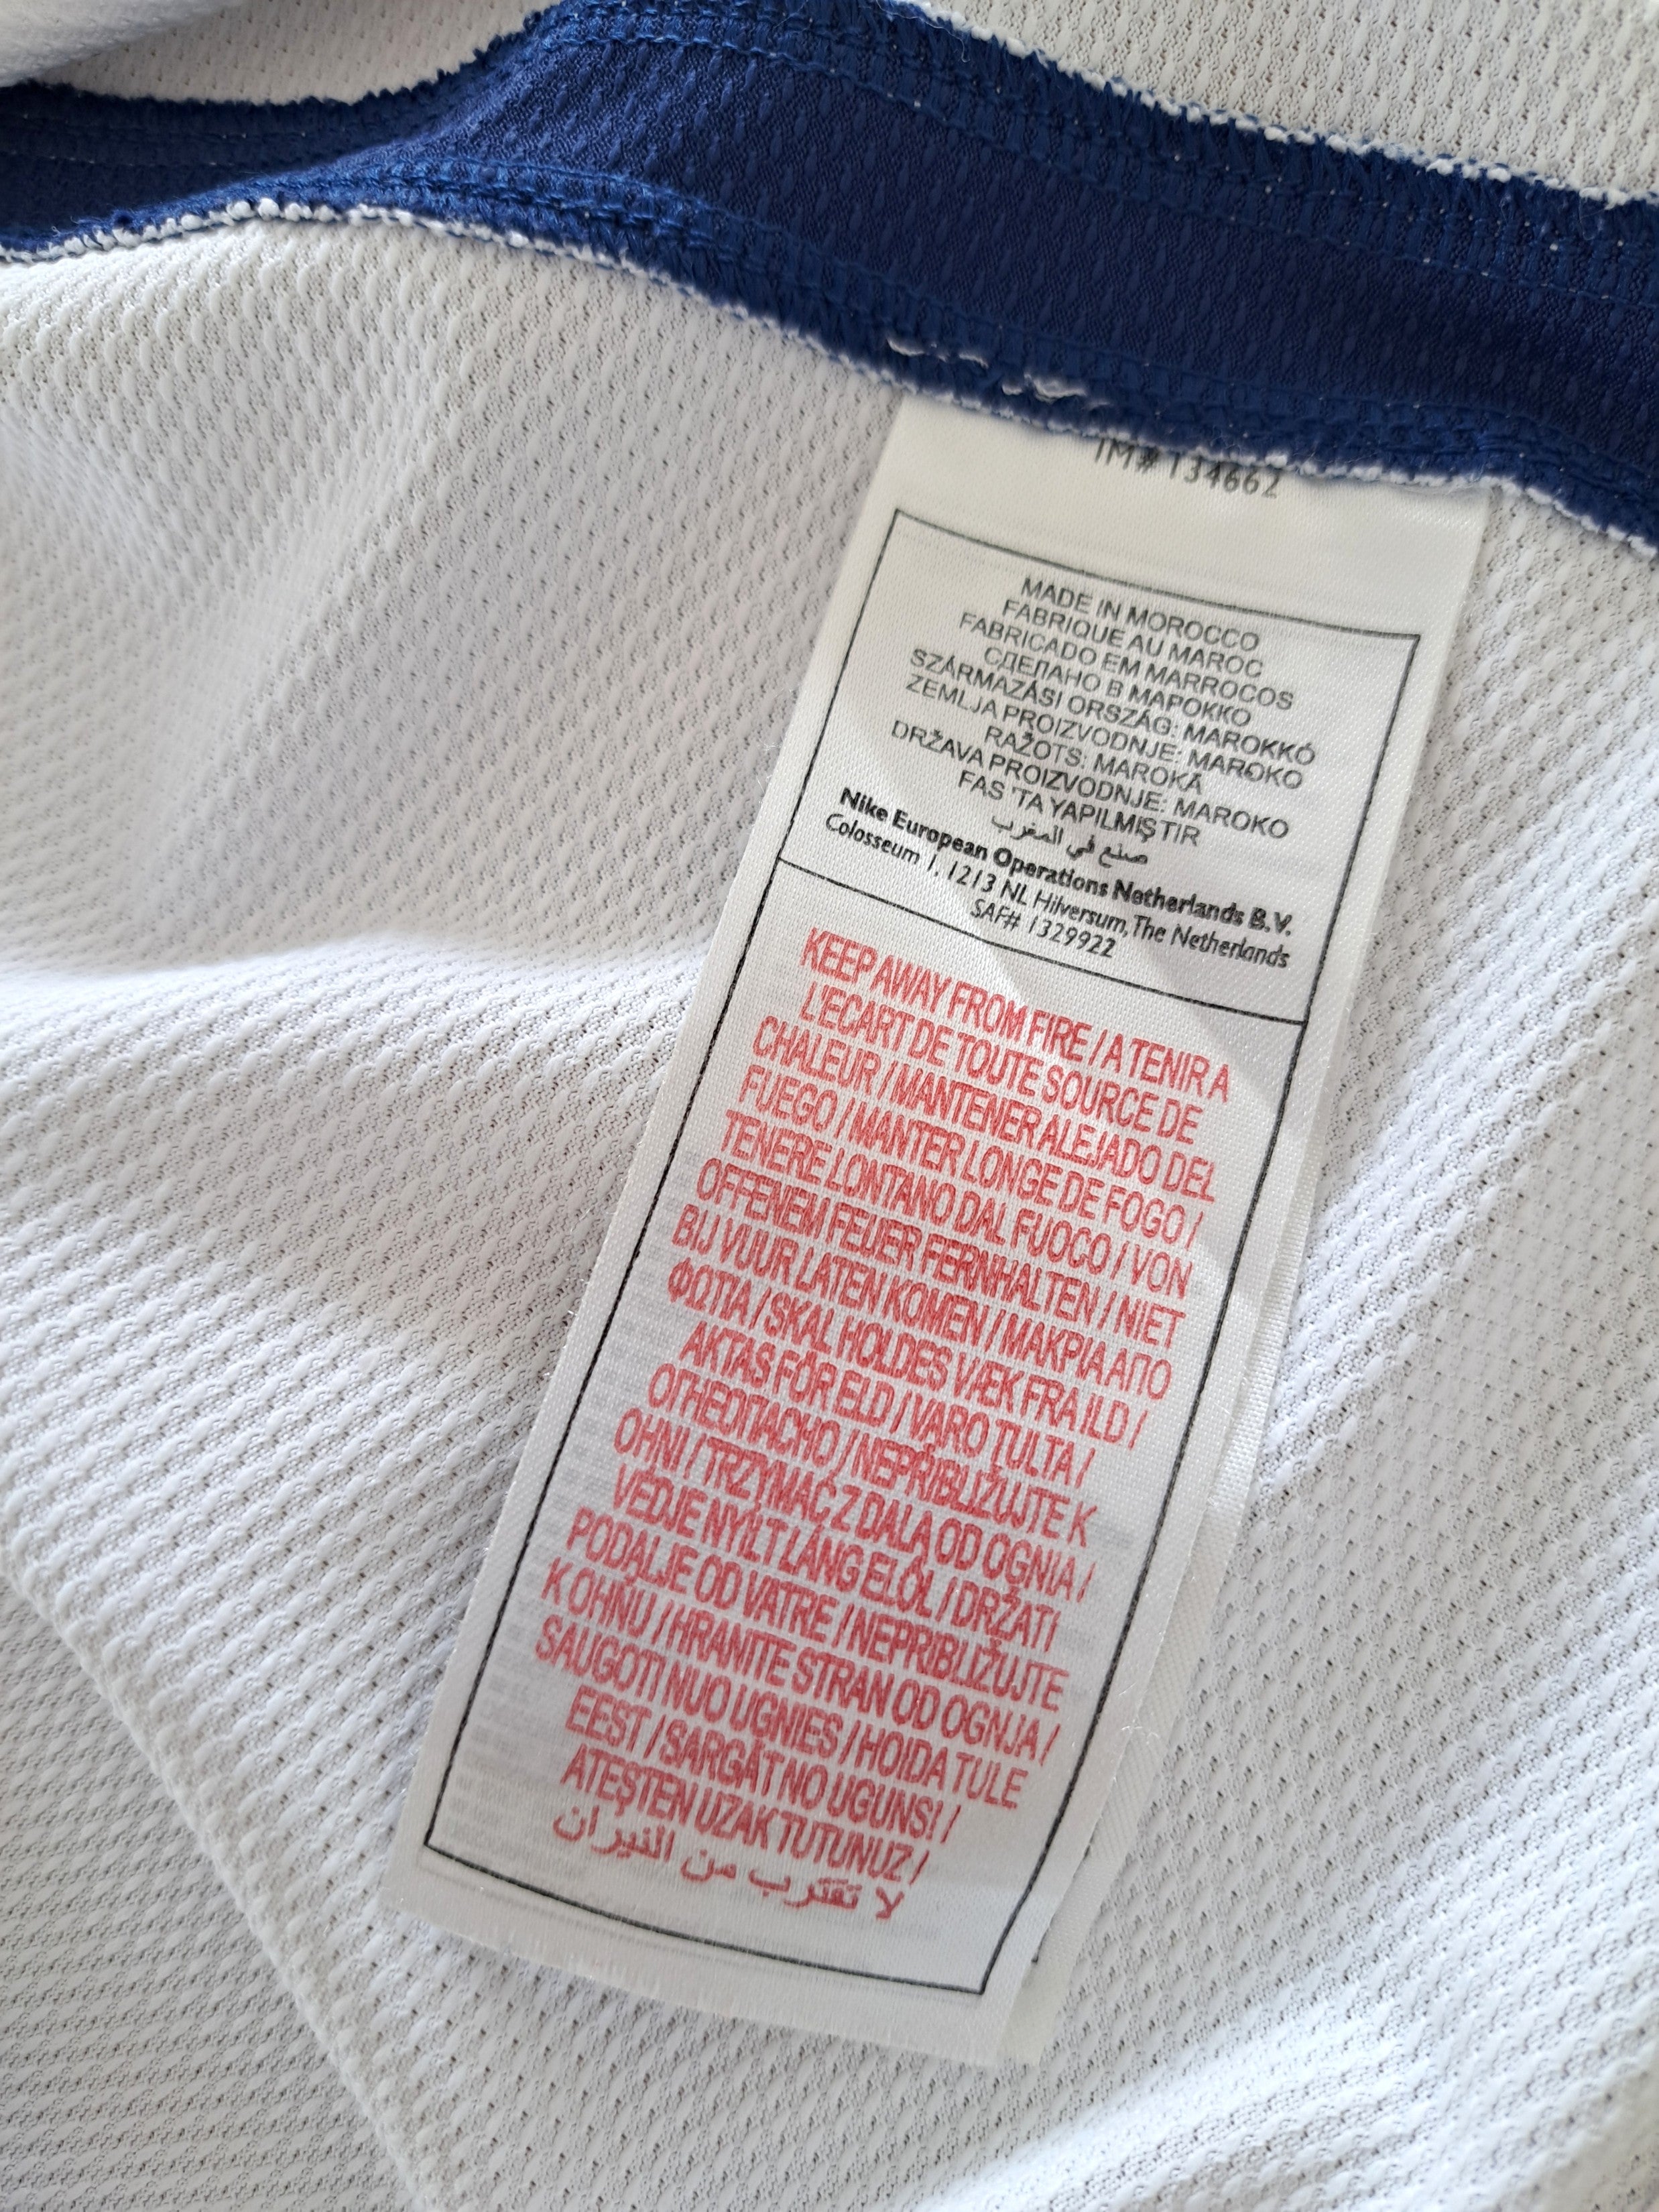 IM# 134662
MADE IN MOROCCO
FABRIQUE AU MAROC
FABRICADO EM MARROCOS
СДЕЛАНО В МАРОККО
SZÁRMAZÁSI ORSZÁG: MAROKKÓ
ZEMLJA PROIZVODNJE: MAROKO
RAŽOTS: MAROKĀ
DRŽAVA PROIZVODNJE: MAROKO
FAS 'TA YAPILMIŞTIR
صنع في المغرب
Nike European Operations Netherlands B.V.
Colosseum 1, 1213 NL Hilversum, The Netherlands
SAF# 1329922
KEEP AWAY FROM FIRE / A TENIR A
L'ECART DE TOUTE SOURCE DE
CHALEUR / MANTENER ALEJADO DEL
FUEGO / MANTER LONGE DE FOGO /
TENERE LONTANO DAL FUOCO / VON
OFFENEM FEUER FERNHALTEN / NIET
BIJ VUUR LATEN KOMEN / ΜΑΚΡΙΑ ΑΠΟ
ΦΩΤΙΑ / SKAL HOLDES VÆK FRA ILD /
AKTAS FÖR ELD / VARO TULTA /
ОГНЕОПАСНО / NEPŘIBLIŽUJTE K
OHNI / TRZYMAĆ Z DALA OD OGNIA /
VÉDJE NYÍLT LÁNG ELŐL / DRŽATI
PODALJE OD VATRE / NEPRIBLIŽUJTE
K OHŇU / HRANITE STRAN OD OGNJA /
SAUGOTI NUO UGNIES / HOIDA TULE
EEST / SARGĀT NO UGUNS! /
ATEŞTEN UZAK TUTUNUZ /
لا تقترب من النيران